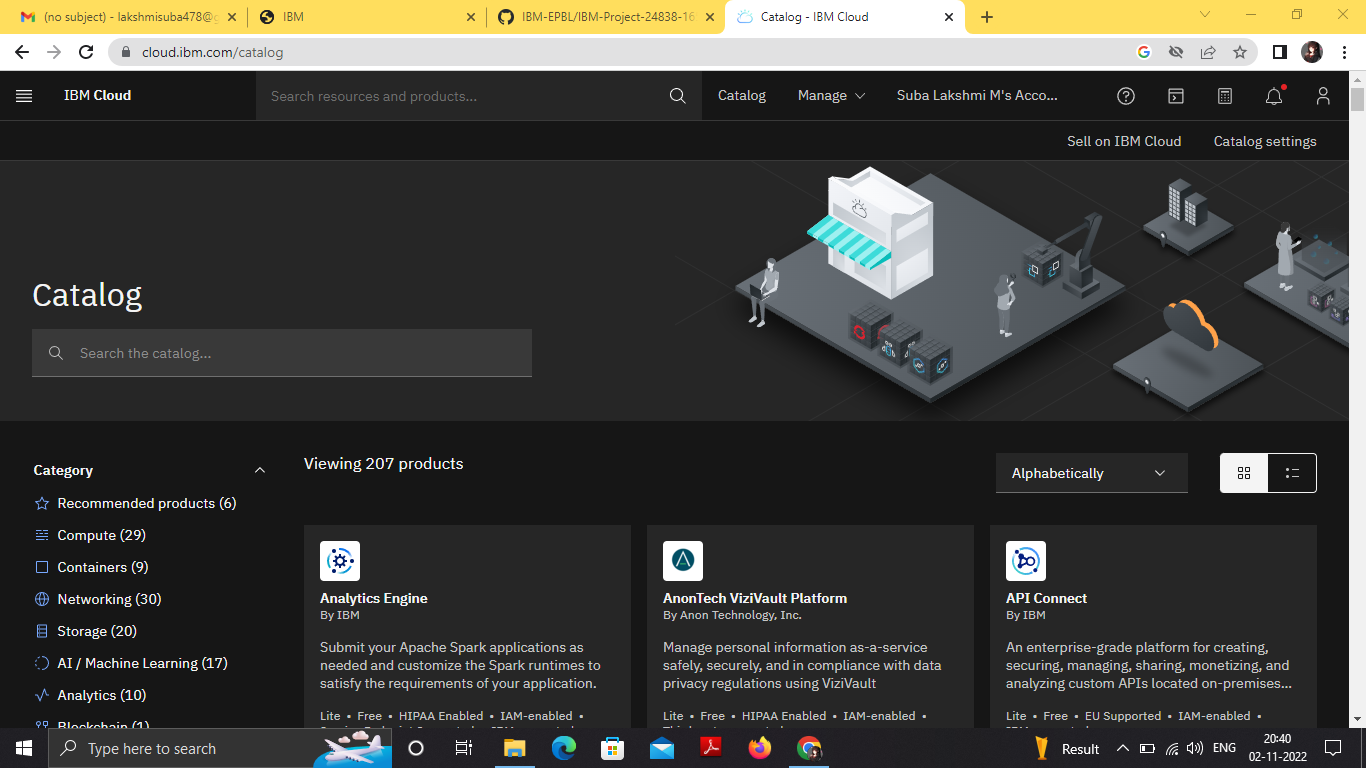 (no subject) - lakshmisuba478@g
IBM
IBM-EPBL/IBM-Project-24838-16
Catalog - IBM Cloud
cloud.ibm.com/catalog
IBM Cloud
Search resources and products...
Catalog
Manage
Suba Lakshmi M's Acco...
Sell on IBM Cloud
Catalog settings
Catalog
Search the catalog...
Category
Recommended products (6)
Compute (29)
Containers (9)
Networking (30)
Storage (20)
AI / Machine Learning (17)
Analytics (10)
Blockchain (1)
Viewing 207 products
Alphabetically
Analytics Engine
By IBM
Submit your Apache Spark applications as
needed and customize the Spark runtimes to
satisfy the requirements of your application.
Lite • Free • HIPAA Enabled • IAM-enabled •
AnonTech ViziVault Platform
By Anon Technology, Inc.
Manage personal information as-a-service
safely, securely, and in compliance with data
privacy regulations using ViziVault
Lite • Free • HIPAA Enabled • IAM-enabled •
API Connect
By IBM
An enterprise-grade platform for creating,
securing, managing, sharing, monetizing, and
analyzing custom APIs located on-premises...
Lite • Free • EU Supported • IAM-enabled •
Type here to search
Result
ENG
20:40
02-11-2022